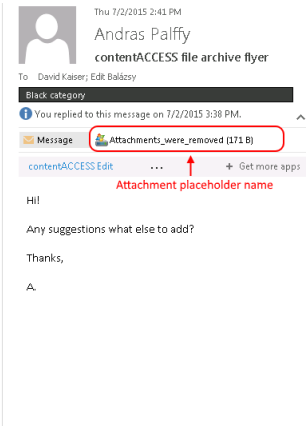 Thu 7/2/2015 2:41 PM
Andras Palffy
contentACCESS file archive flyer
To David Kaiser; Edit Balázsy
Black category
You replied to this message on 7/2/2015 3:38 PM.
Message Attachments_were_removed (171 B)
contentACCESS Edit ... + Get more apps
Attachment placeholder name
Hi!
Any suggestions what else to add?
Thanks,
A.